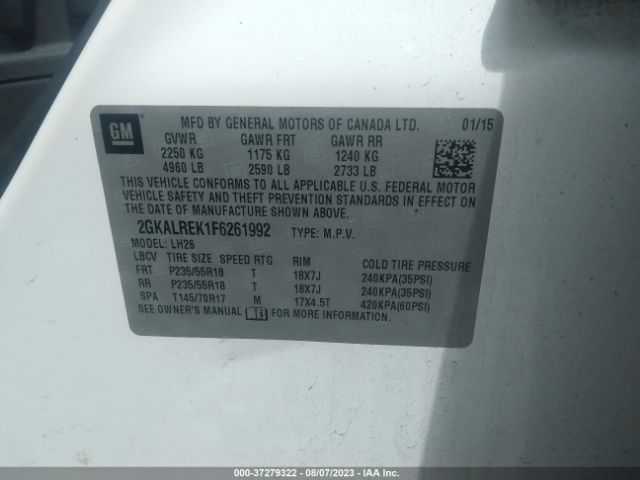 GM
MFD BY GENERAL MOTORS OF CANADA LTD. 01/15
GVWR GAWR FRT GAWR RR
2250 KG 1175 KG 1240 KG
4960 LB 2590 LB 2733 LB
THIS VEHICLE CONFORMS TO ALL APPLICABLE U.S. FEDERAL MOTOR
VEHICLE SAFETY AND THEFT PREVENTION STANDARDS IN EFFECT ON
THE DATE OF MANUFACTURE SHOWN ABOVE.
2GKALREK1F6261992 TYPE: M.P.V.
MODEL: LH26
LBCV TIRE SIZE SPEED RTG RIM COLD TIRE PRESSURE
FRT P235/55R18 T 18X7J 240KPA(35PSI)
RR P235/55R18 T 18X7J 240KPA(35PSI)
SPA T145/70R17 M 17X4.5T 420KPA(60PSI)
SEE OWNER'S MANUAL FOR MORE INFORMATION.
000-37279322 - 08/07/2023 - IAA Inc.